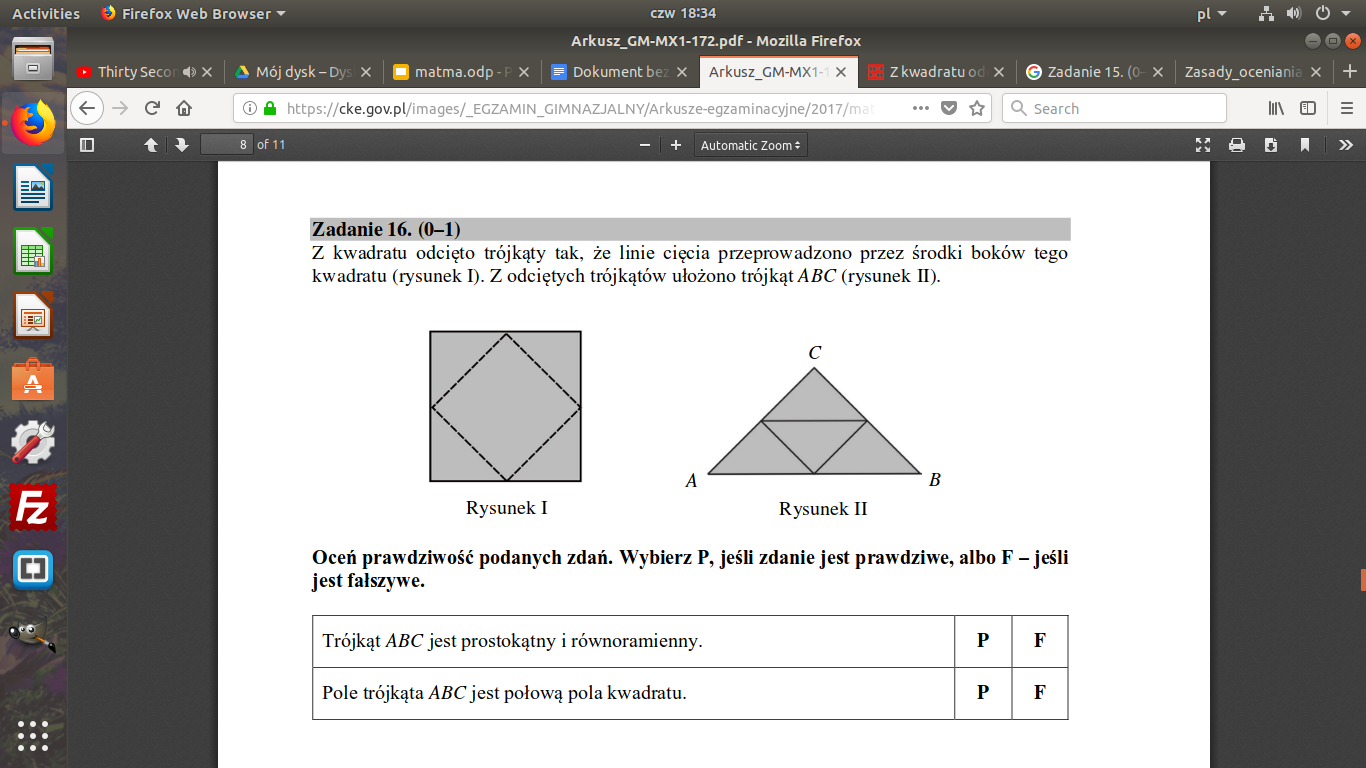 Activities Firefox Web Browser czw 18:34 pl
Arkusz_GM-MX1-172.pdf - Mozilla Firefox
Thirty Secor Mój dysk – Dys matma.odp - P Dokument bez Arkusz_GM-MX1-1 Z kwadratu od Zadanie 15. (0– Zasady_oceniania
https://cke.gov.pl/images/_EGZAMIN_GIMNAZJALNY/Arkusze-egzaminacyjne/2017/mat Search
8 of 11 Automatic Zoom
Zadanie 16. (0–1)
Z kwadratu odcięto trójkąty tak, że linie cięcia przeprowadzono przez środki boków tego
kwadratu (rysunek I). Z odciętych trójkątów ułożono trójkąt ABC (rysunek II).
C
A B
Rysunek I Rysunek II
Oceń prawdziwość podanych zdań. Wybierz P, jeśli zdanie jest prawdziwe, albo F – jeśli
jest fałszywe.
Trójkąt ABC jest prostokątny i równoramienny. P F
Pole trójkąta ABC jest połową pola kwadratu. P F